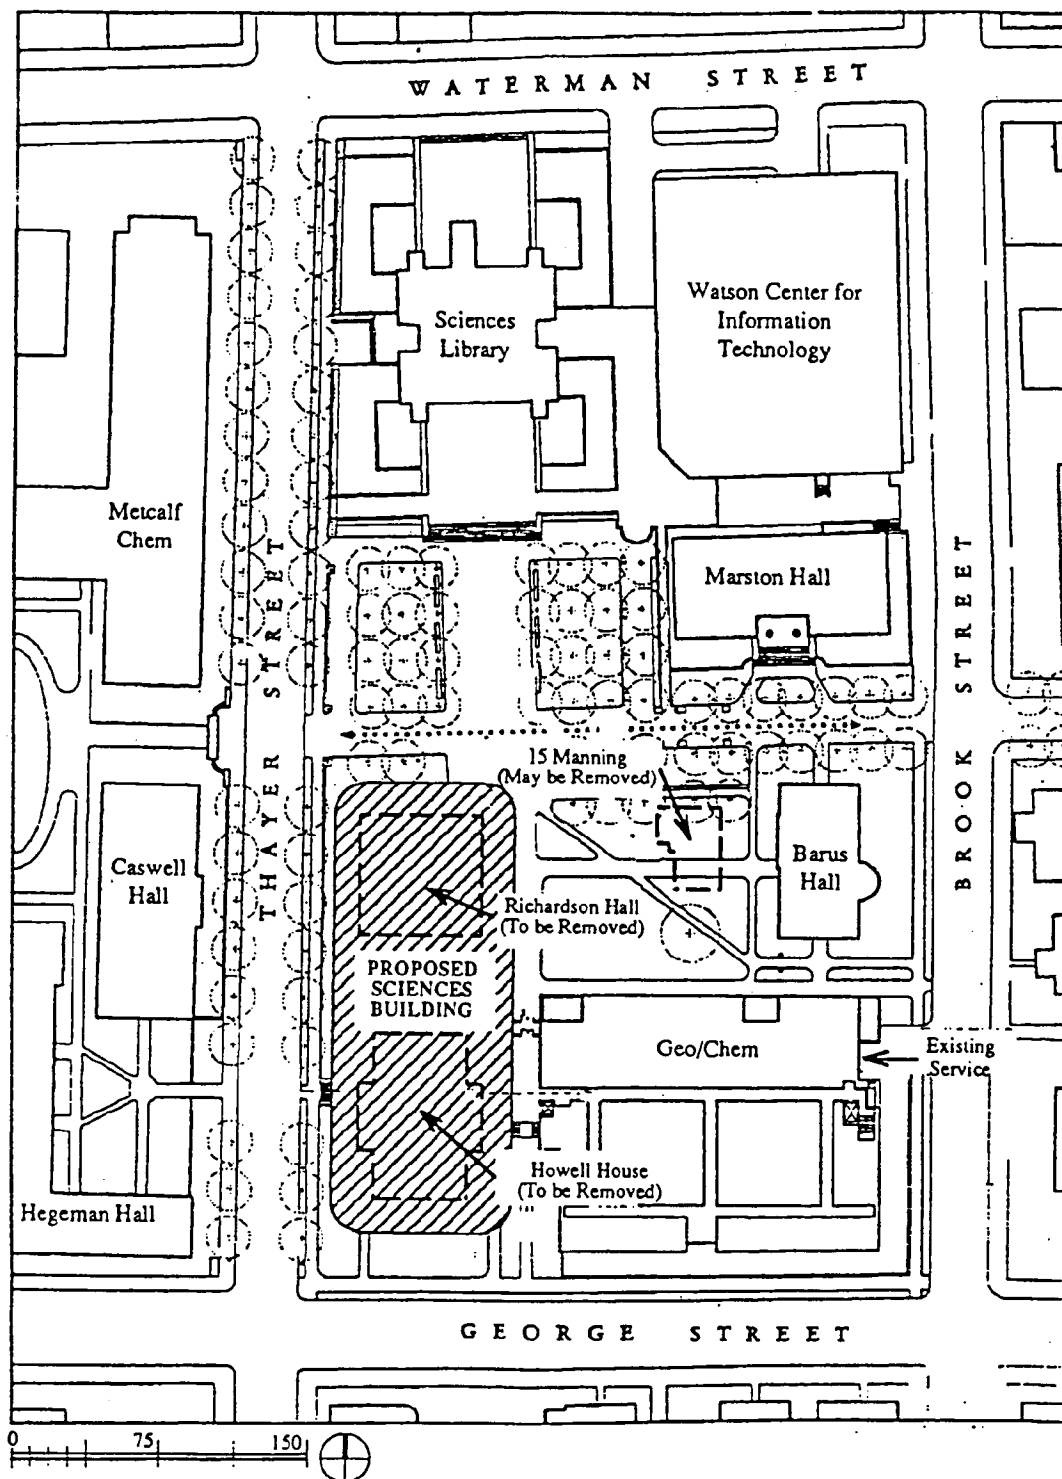 WATERMAN STREET
Sciences
Library
Watson Center for
Information
Technology
Metcalf
Chem
THAYER STREET
Marston Hall
BROOK STREET
15 Manning
(May be Removed)
Caswell
Hall
Barus
Hall
Richardson Hall
(To be Removed)
PROPOSED
SCIENCES
BUILDING
Geo/Chem
Existing
Service
Howell House
(To be Removed)
Hegeman Hall
GEORGE STREET
0 75 150